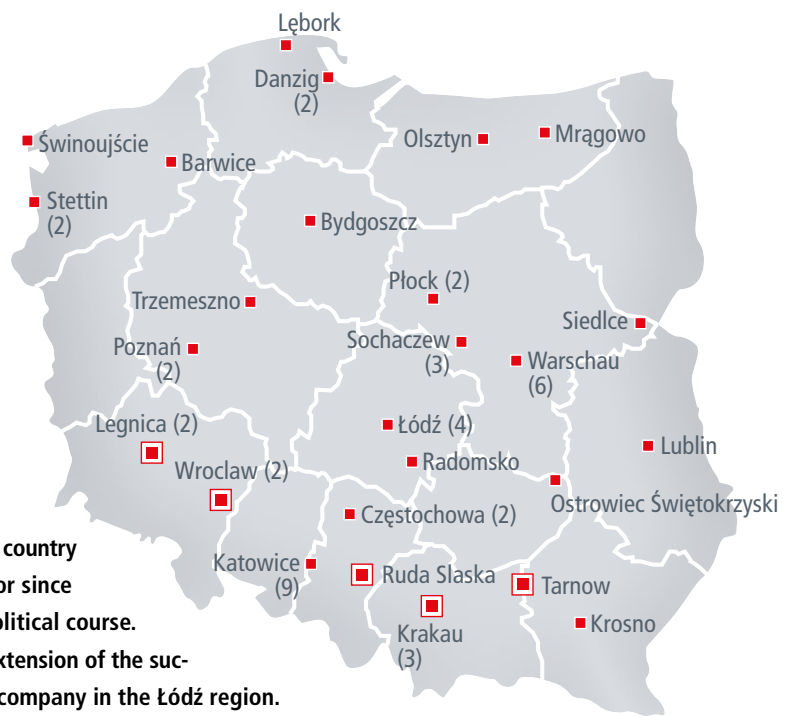 Lębork
Danzig
(2)
Świnoujście
Olsztyn
Mrągowo
Barwice
Stettin
(2)
Bydgoszcz
Płock (2)
Trzemeszno
Siedlce
Sochaczew
(3)
Poznań
(2)
Warschau
(6)
Legnica (2)
Łódź (4)
Lublin
Wroclaw (2)
Radomsko
Ostrowiec Świętokrzyski
Częstochowa (2)
Katowice
(9)
Ruda Slaska
Tarnow
Krakau
(3)
Krosno
country
or since
olitical course.
xtension of the suc-
company in the Łódź region.